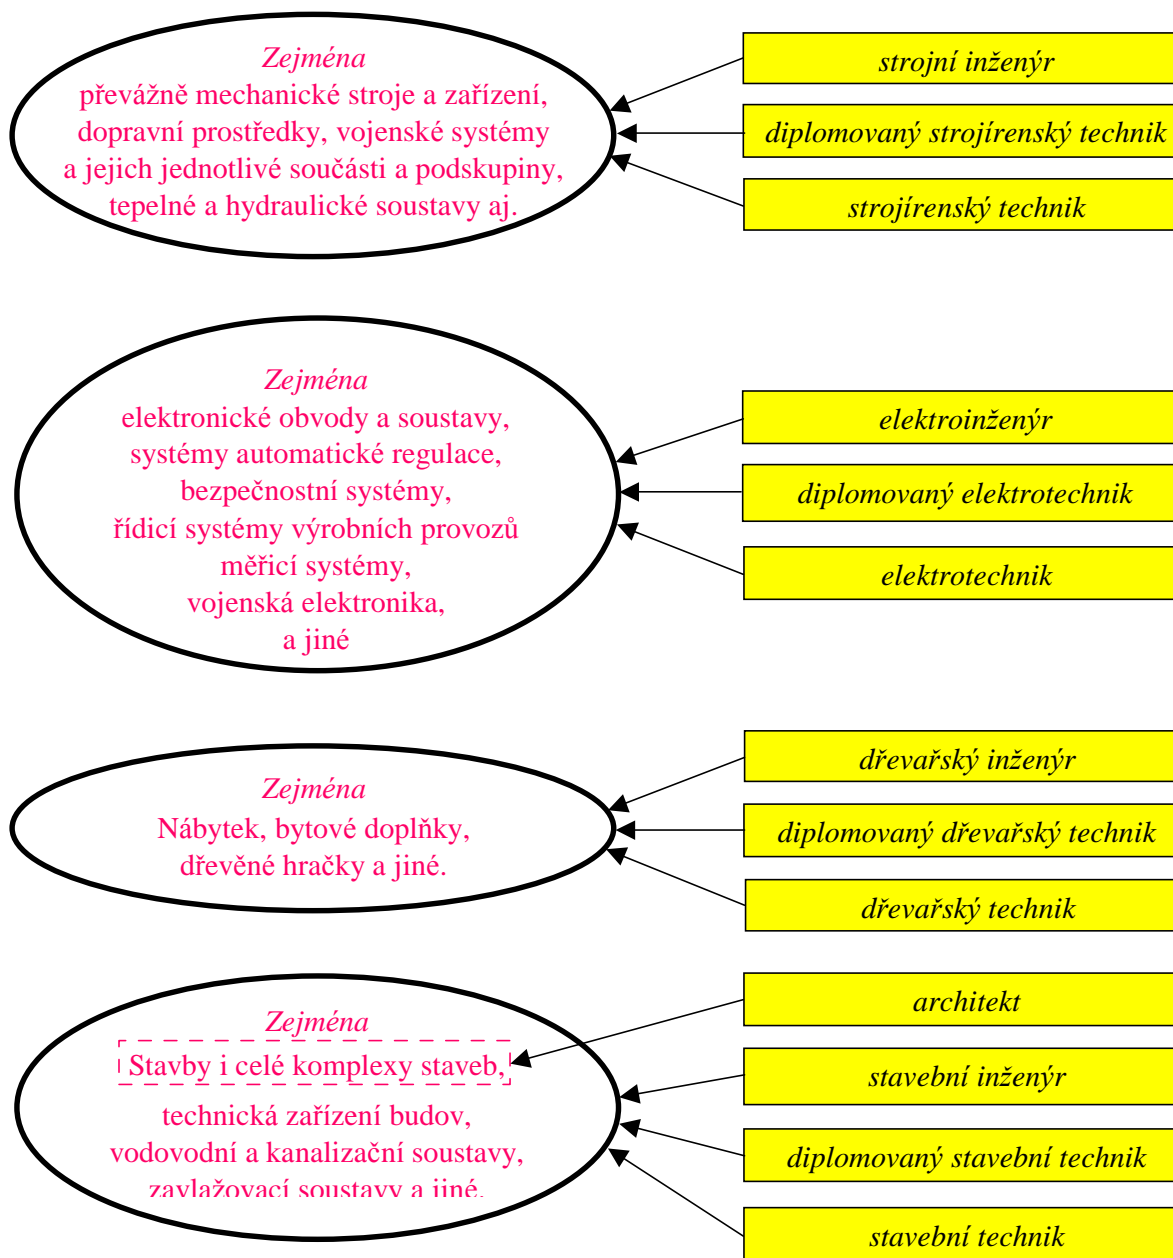 Zejména
převážně mechanické stroje a zařízení,
dopravní prostředky, vojenské systémy
a jejich jednotlivé součásti a podskupiny,
tepelné a hydraulické soustavy aj.
strojní inženýr
diplomovaný strojírenský technik
strojírenský technik
Zejména
elektronické obvody a soustavy,
systémy automatické regulace,
bezpečnostní systémy,
řídicí systémy výrobních provozů
měřicí systémy,
vojenská elektronika,
a jiné
elektroinženýr
diplomovaný elektrotechnik
elektrotechnik
Zejména
Nábytek, bytové doplňky,
dřevěné hračky a jiné.
dřevařský inženýr
diplomovaný dřevařský technik
dřevařský technik
Zejména
Stavby i celé komplexy staveb,
technická zařízení budov,
vodovodní a kanalizační soustavy,
zavlažovací soustavy a jiné.
architekt
stavební inženýr
diplomovaný stavební technik
stavební technik